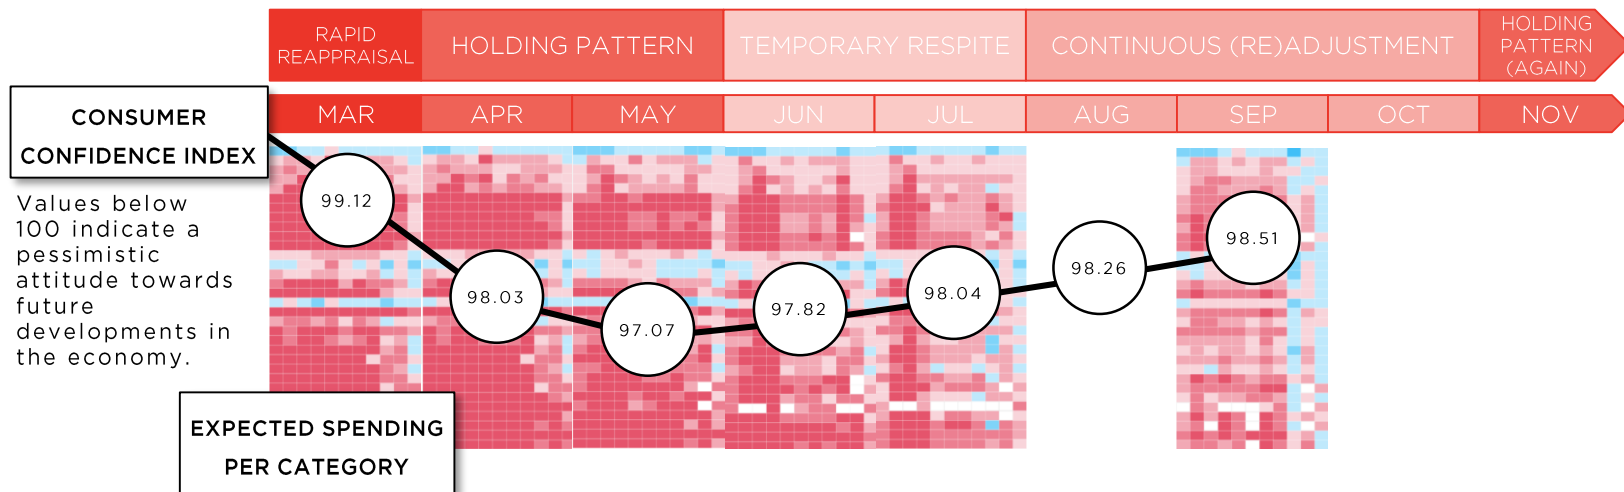 RAPID
REAPPRAISAL
HOLDING PATTERN
TEMPORARY RESPITE
CONTINUOUS (RE)ADJUSTMENT
HOLDING
PATTERN
(AGAIN)
MAR
APR
MAY
JUN
JUL
AUG
SEP
OCT
NOV
CONSUMER
CONFIDENCE INDEX
Values below
100 indicate a
pessimistic
attitude towards
future
developments in
the economy.
99.12
98.03
97.07
97.82
98.04
98.26
98.51
EXPECTED SPENDING
PER CATEGORY